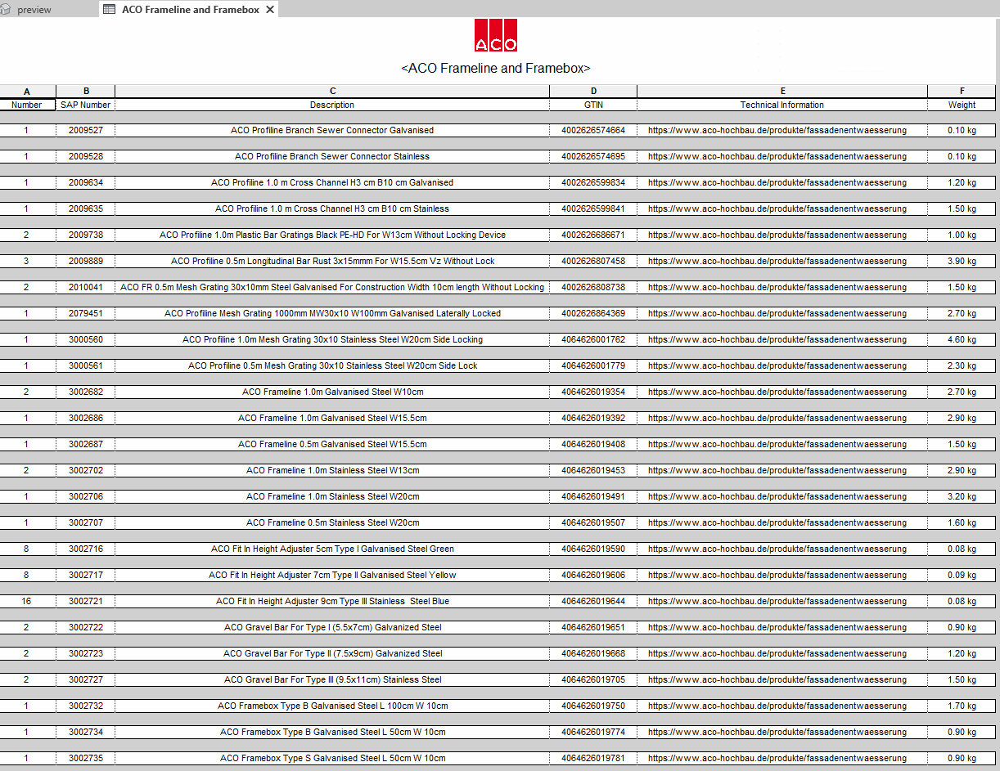 preview
ACO Frameline and Framebox
ACO
<ACO Frameline and Framebox>
A B C D E F
Number SAP Number Description GTIN Technical Information Weight
1 2009527 ACO Profiline Branch Sewer Connector Galvanised 4002626574664 https://www.aco-hochbau.de/produkte/fassadenentwaesserung 0.10 kg
1 2009528 ACO Profiline Branch Sewer Connector Stainless 4002626574695 https://www.aco-hochbau.de/produkte/fassadenentwaesserung 0.10 kg
1 2009634 ACO Profiline 1.0 m Cross Channel H3 cm B10 cm Galvanised 4002626599834 https://www.aco-hochbau.de/produkte/fassadenentwaesserung 1.20 kg
1 2009635 ACO Profiline 1.0 m Cross Channel H3 cm B10 cm Stainless 4002626599841 https://www.aco-hochbau.de/produkte/fassadenentwaesserung 1.50 kg
2 2009738 ACO Profiline 1.0m Plastic Bar Gratings Black PE-HD For W13cm Without Locking Device 4002626686671 https://www.aco-hochbau.de/produkte/fassadenentwaesserung 1.00 kg
3 2009889 ACO Profiline 0.5m Longitudinal Bar Rust 3x15mmm For W15.5cm Vz Without Lock 4002626807458 https://www.aco-hochbau.de/produkte/fassadenentwaesserung 3.90 kg
2 2010041 ACO FR 0.5m Mesh Grating 30x10mm Steel Galvanised For Construction Width 10cm length Without Locking 4002626808738 https://www.aco-hochbau.de/produkte/fassadenentwaesserung 1.50 kg
1 2079451 ACO Profiline Mesh Grating 1000mm MW30x10 W100mm Galvanised Laterally Locked 4002626864369 https://www.aco-hochbau.de/produkte/fassadenentwaesserung 2.70 kg
1 3000560 ACO Profiline 1.0m Mesh Grating 30x10 Stainless Steel W20cm Side Locking 4064626001762 https://www.aco-hochbau.de/produkte/fassadenentwaesserung 4.60 kg
1 3000561 ACO Profiline 0.5m Mesh Grating 30x10 Stainless Steel W20cm Side Lock 4064626001779 https://www.aco-hochbau.de/produkte/fassadenentwaesserung 2.30 kg
2 3002682 ACO Frameline 1.0m Galvanised Steel W10cm 4064626019354 https://www.aco-hochbau.de/produkte/fassadenentwaesserung 2.70 kg
1 3002686 ACO Frameline 1.0m Galvanised Steel W15.5cm 4064626019392 https://www.aco-hochbau.de/produkte/fassadenentwaesserung 2.90 kg
1 3002687 ACO Frameline 0.5m Galvanised Steel W15.5cm 4064626019408 https://www.aco-hochbau.de/produkte/fassadenentwaesserung 1.50 kg
2 3002702 ACO Frameline 1.0m Stainless Steel W13cm 4064626019453 https://www.aco-hochbau.de/produkte/fassadenentwaesserung 2.90 kg
1 3002706 ACO Frameline 1.0m Stainless Steel W20cm 4064626019491 https://www.aco-hochbau.de/produkte/fassadenentwaesserung 3.20 kg
1 3002707 ACO Frameline 0.5m Stainless Steel W20cm 4064626019507 https://www.aco-hochbau.de/produkte/fassadenentwaesserung 1.60 kg
8 3002716 ACO Fit In Height Adjuster 5cm Type I Galvanised Steel Green 4064626019590 https://www.aco-hochbau.de/produkte/fassadenentwaesserung 0.08 kg
8 3002717 ACO Fit In Height Adjuster 7cm Type II Galvanised Steel Yellow 4064626019606 https://www.aco-hochbau.de/produkte/fassadenentwaesserung 0.09 kg
16 3002721 ACO Fit In Height Adjuster 9cm Type III Stainless Steel Blue 4064626019644 https://www.aco-hochbau.de/produkte/fassadenentwaesserung 0.08 kg
2 3002722 ACO Gravel Bar For Type I (5.5x7cm) Galvanized Steel 4064626019651 https://www.aco-hochbau.de/produkte/fassadenentwaesserung 0.90 kg
2 3002723 ACO Gravel Bar For Type II (7.5x9cm) Galvanized Steel 4064626019668 https://www.aco-hochbau.de/produkte/fassadenentwaesserung 1.20 kg
2 3002727 ACO Gravel Bar For Type III (9.5x11cm) Stainless Steel 4064626019705 https://www.aco-hochbau.de/produkte/fassadenentwaesserung 1.50 kg
1 3002732 ACO Framebox Type B Galvanised Steel L 100cm W 10cm 4064626019750 https://www.aco-hochbau.de/produkte/fassadenentwaesserung 1.70 kg
1 3002734 ACO Framebox Type B Galvanised Steel L 50cm W 10cm 4064626019774 https://www.aco-hochbau.de/produkte/fassadenentwaesserung 0.90 kg
1 3002735 ACO Framebox Type S Galvanised Steel L 50cm W 10cm 4064626019781 https://www.aco-hochbau.de/produkte/fassadenentwaesserung 0.90 kg